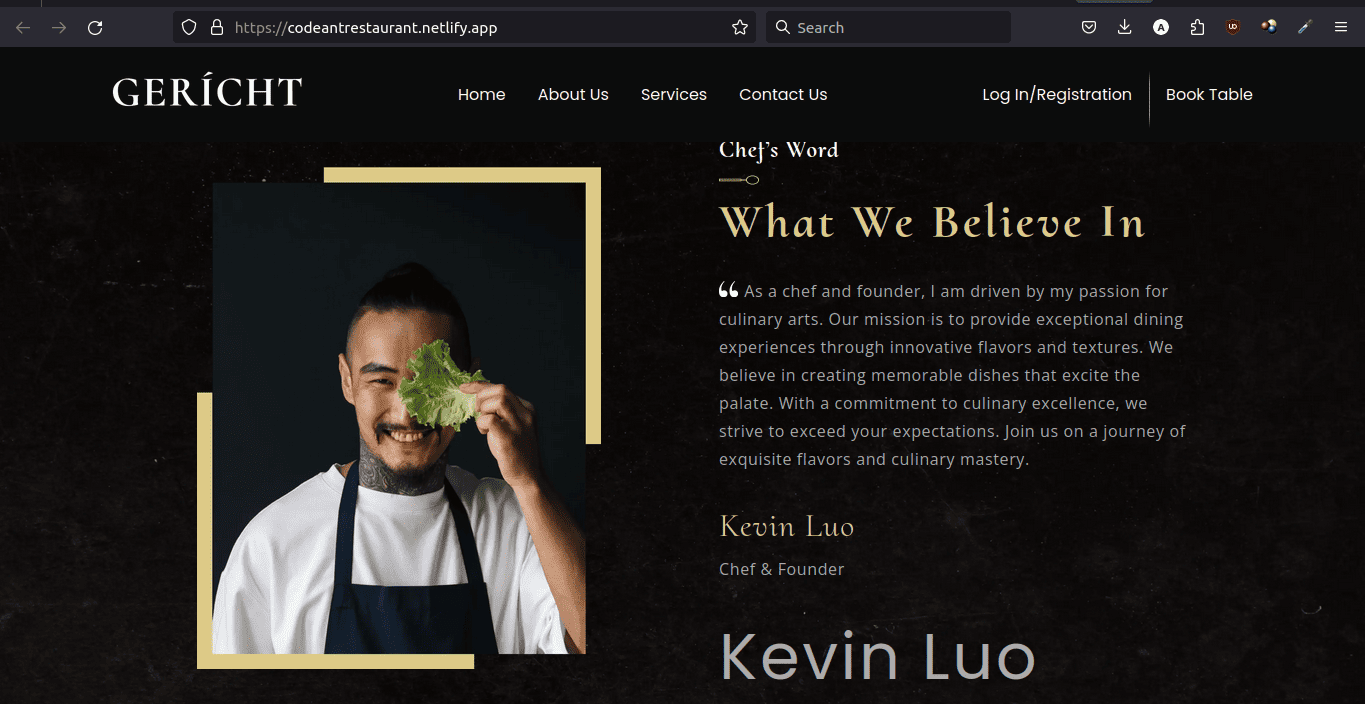 https://codeantrestaurant.netlify.app
Search
GERÍCHT
Home
About Us
Services
Contact Us
Log In/Registration
Book Table
Chef’s Word
What We Believe In
“ As a chef and founder, I am driven by my passion for
culinary arts. Our mission is to provide exceptional dining
experiences through innovative flavors and textures. We
believe in creating memorable dishes that excite the
palate. With a commitment to culinary excellence, we
strive to exceed your expectations. Join us on a journey of
exquisite flavors and culinary mastery.
Kevin Luo
Chef & Founder
Kevin Luo